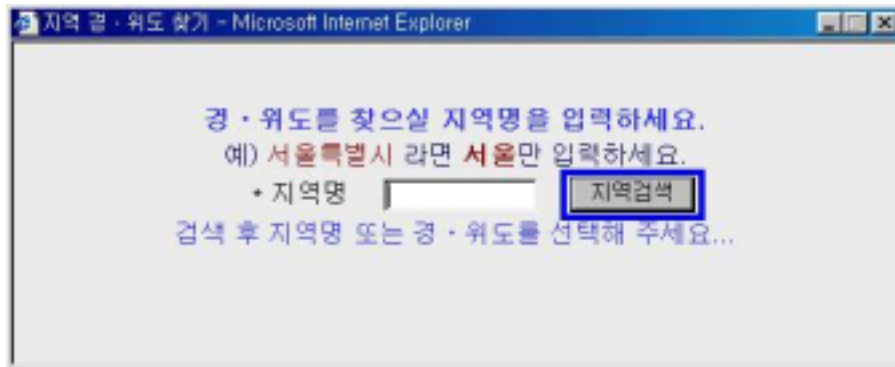 지역 경 · 위도 찾기 - Microsoft Internet Explorer
경 · 위도를 찾으실 지역명을 입력하세요.
예) 서울특별시 라면 서울만 입력하세요.
* 지역명 지역검색
검색 후 지역명 또는 경 · 위도를 선택해 주세요...